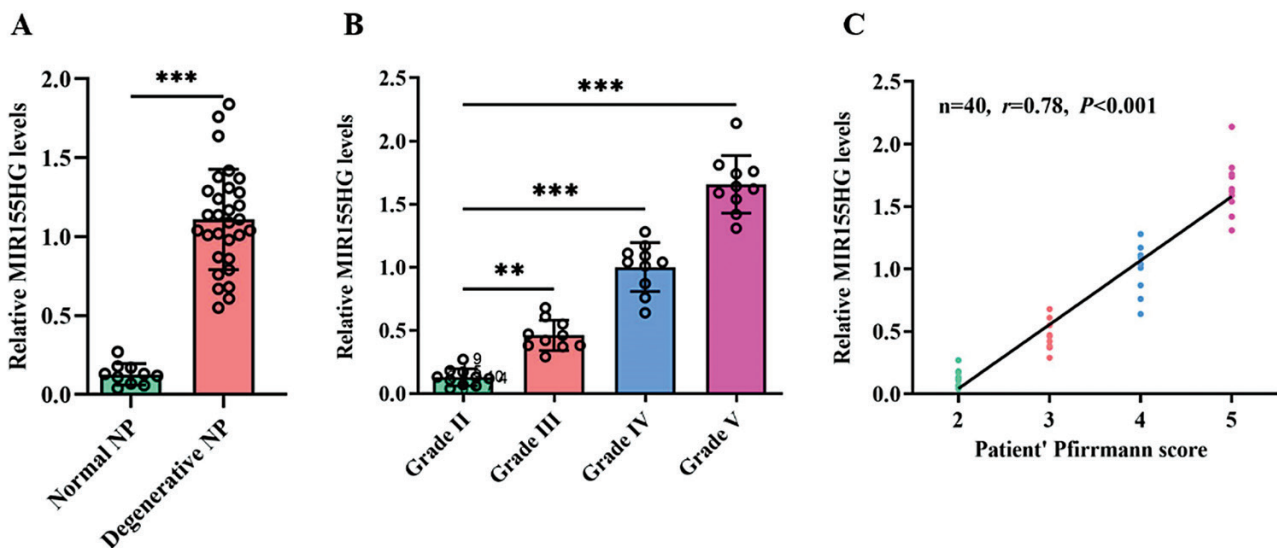 A
Relative MIR155HG levels
2.0
1.5
1.0
0.5
0.0
***
Normal NP
Degenerative NP
B
Relative MIR155HG levels
2.5
2.0
1.5
1.0
0.5
0.0
***
***
**
9
10
4
Grade II
Grade III
Grade IV
Grade V
C
Relative MIR155HG levels
2.5
2.0
1.5
1.0
0.5
0.0
n=40, r=0.78, P<0.001
2 3 4 5
Patient' Pfirrmann score